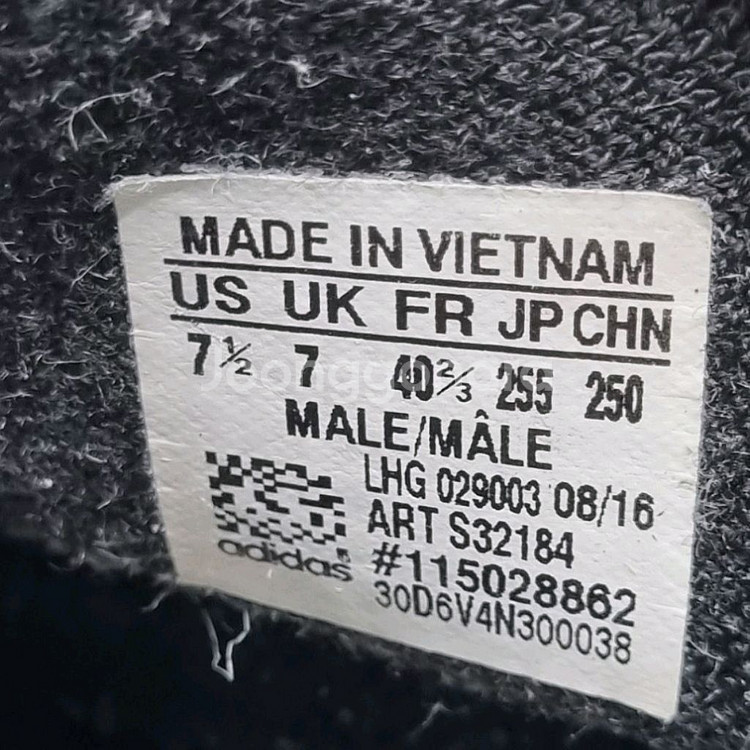 MADE IN VIETNAM
US UK FR JP CHN
7½ 7 40⅔ 255 250
MALE/MÂLE
LHG 029003 08/16
ART S32184
#115028862
30D6V4N300038
adidas